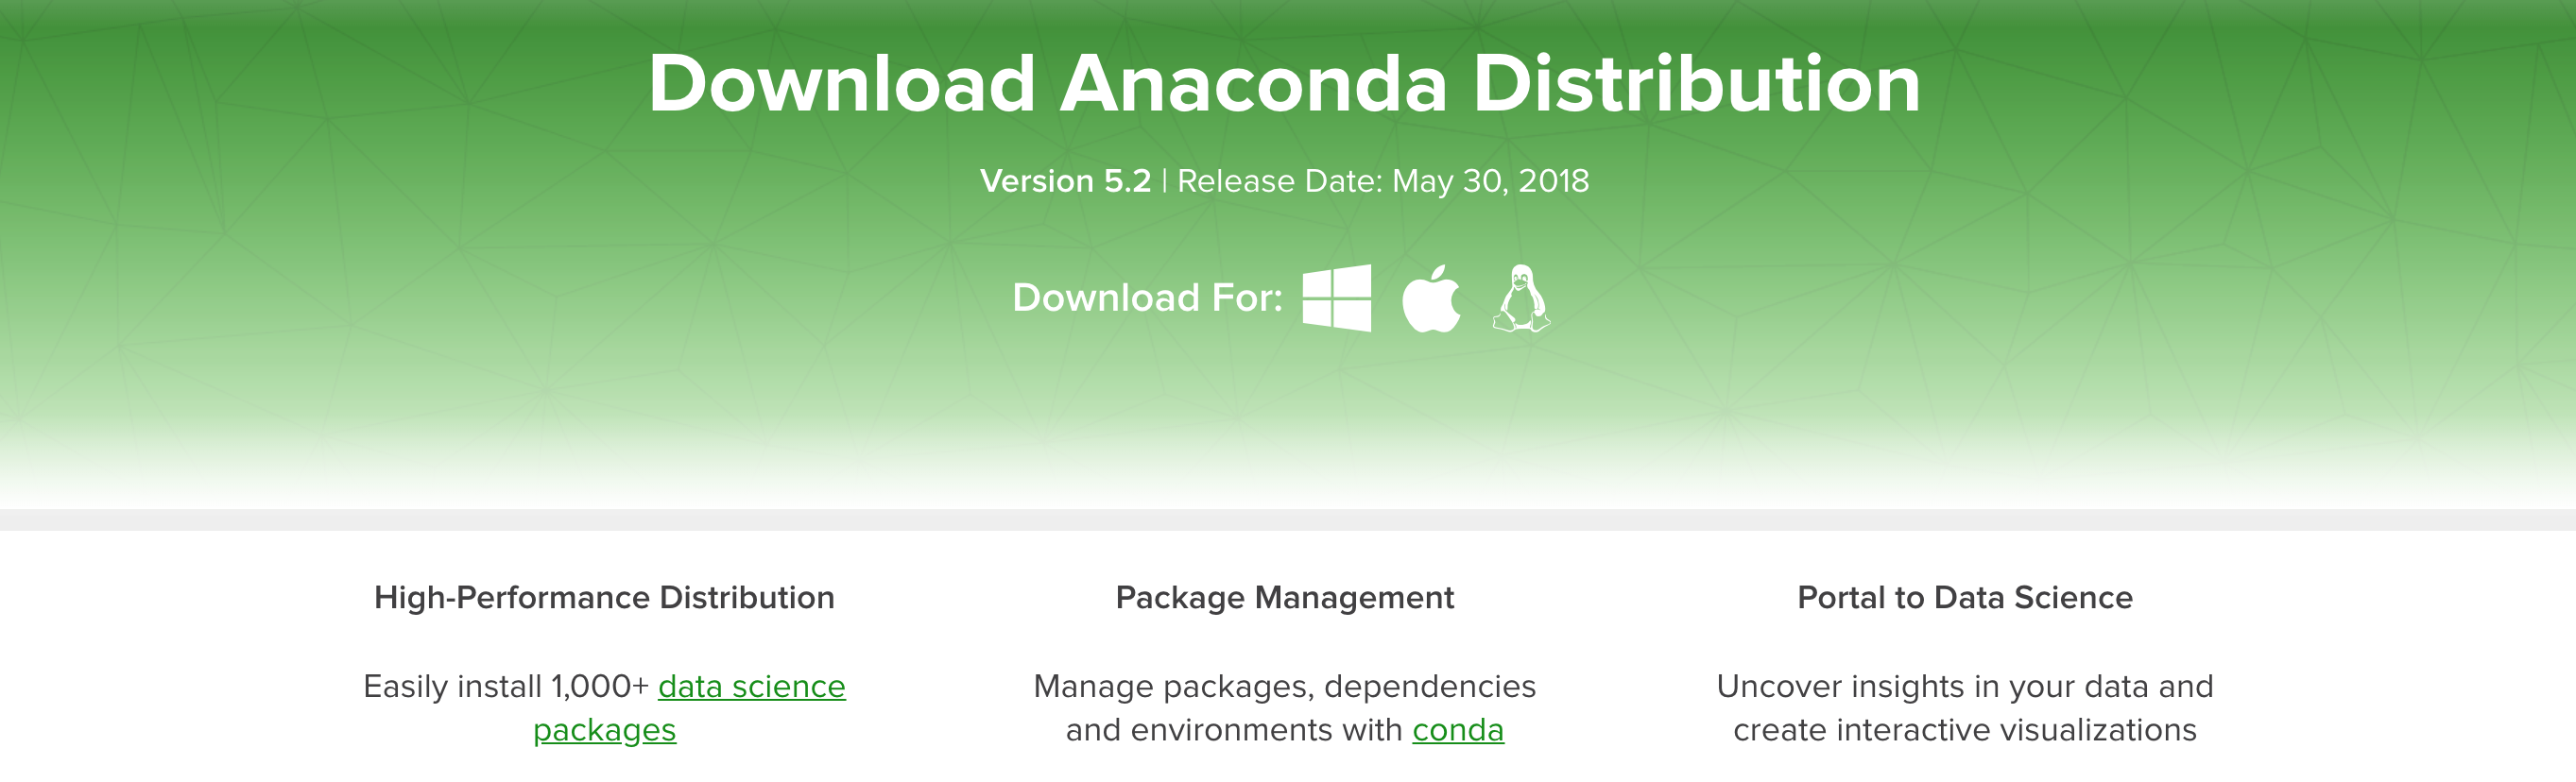 Download Anaconda Distribution
Version 5.2 | Release Date: May 30, 2018
Download For:
High-Performance Distribution
Easily install 1,000+ data science
packages
Package Management
Manage packages, dependencies
and environments with conda
Portal to Data Science
Uncover insights in your data and
create interactive visualizations